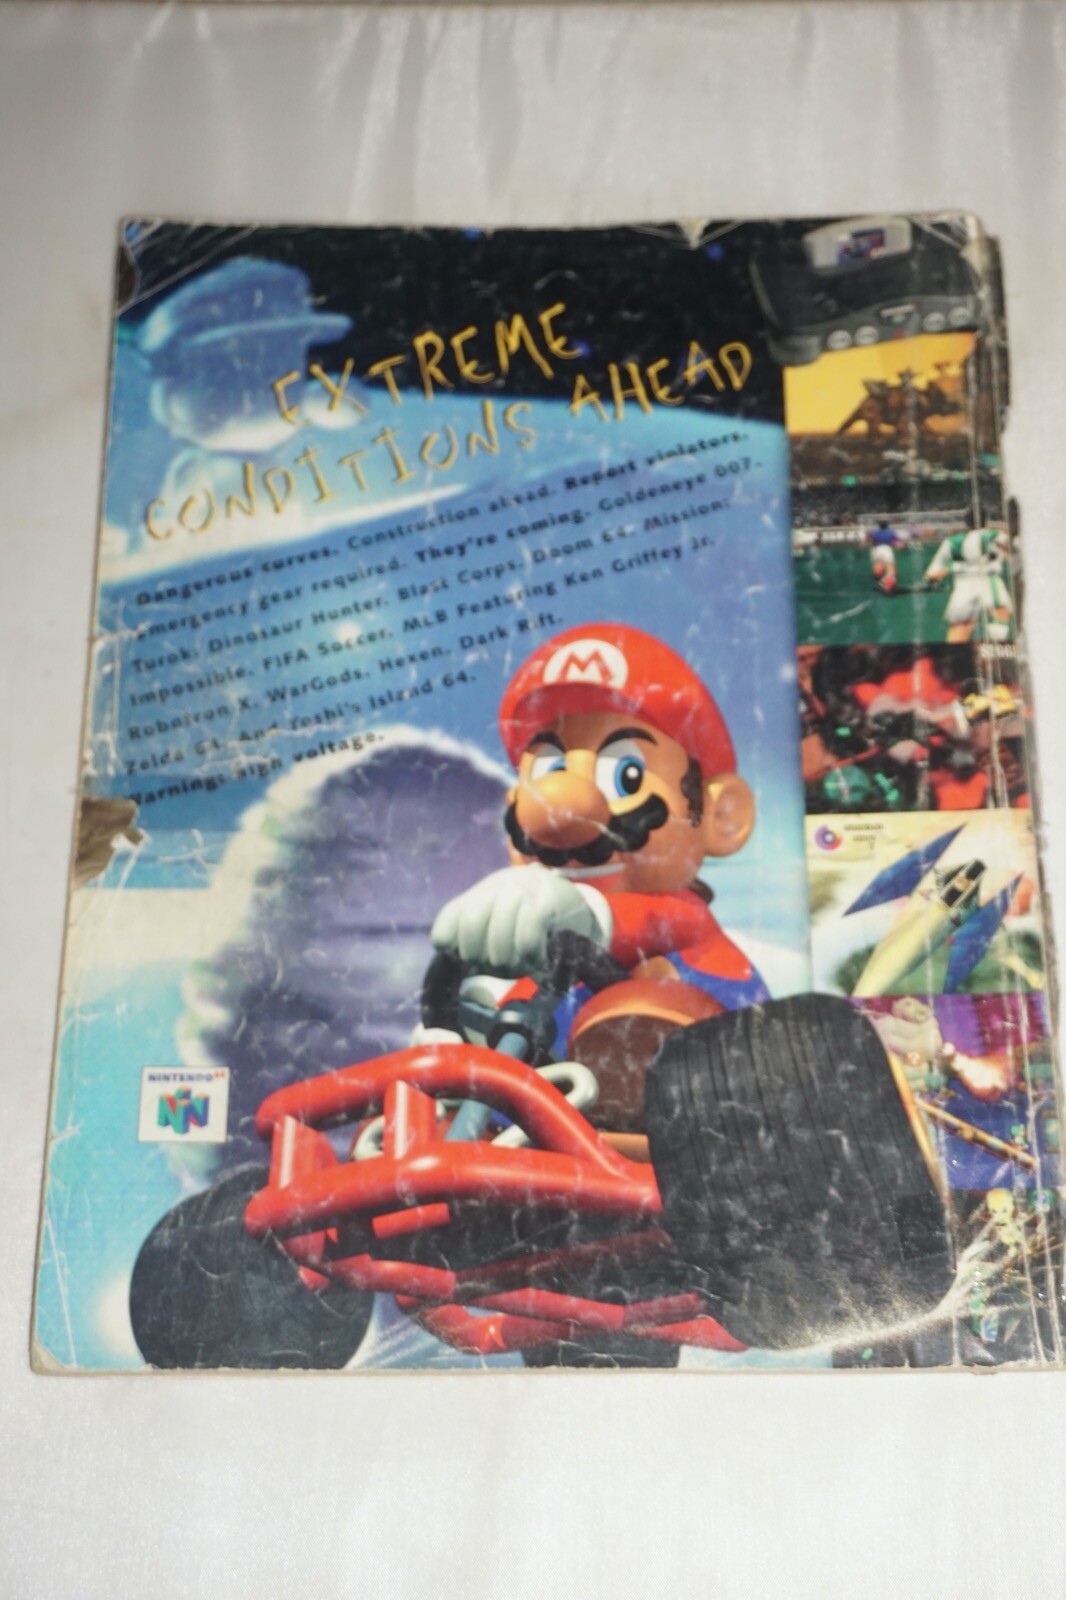 EXTREME
CONDITIONS AHEAD
Dangerous curves. Construction ahead. Report violators.
Emergency gear required. They're coming. Goldeneye 007.
Turok: Dinosaur Hunter. Blast Corps. Doom 64. Mission:
Impossible. FIFA Soccer. MLB Featuring Ken Griffey Jr.
Robotron X. WarGods. Hexen. Dark Rift.
Zelda 64. And Yoshi's Island 64.
Warning: high voltage.
M
NINTENDO 64